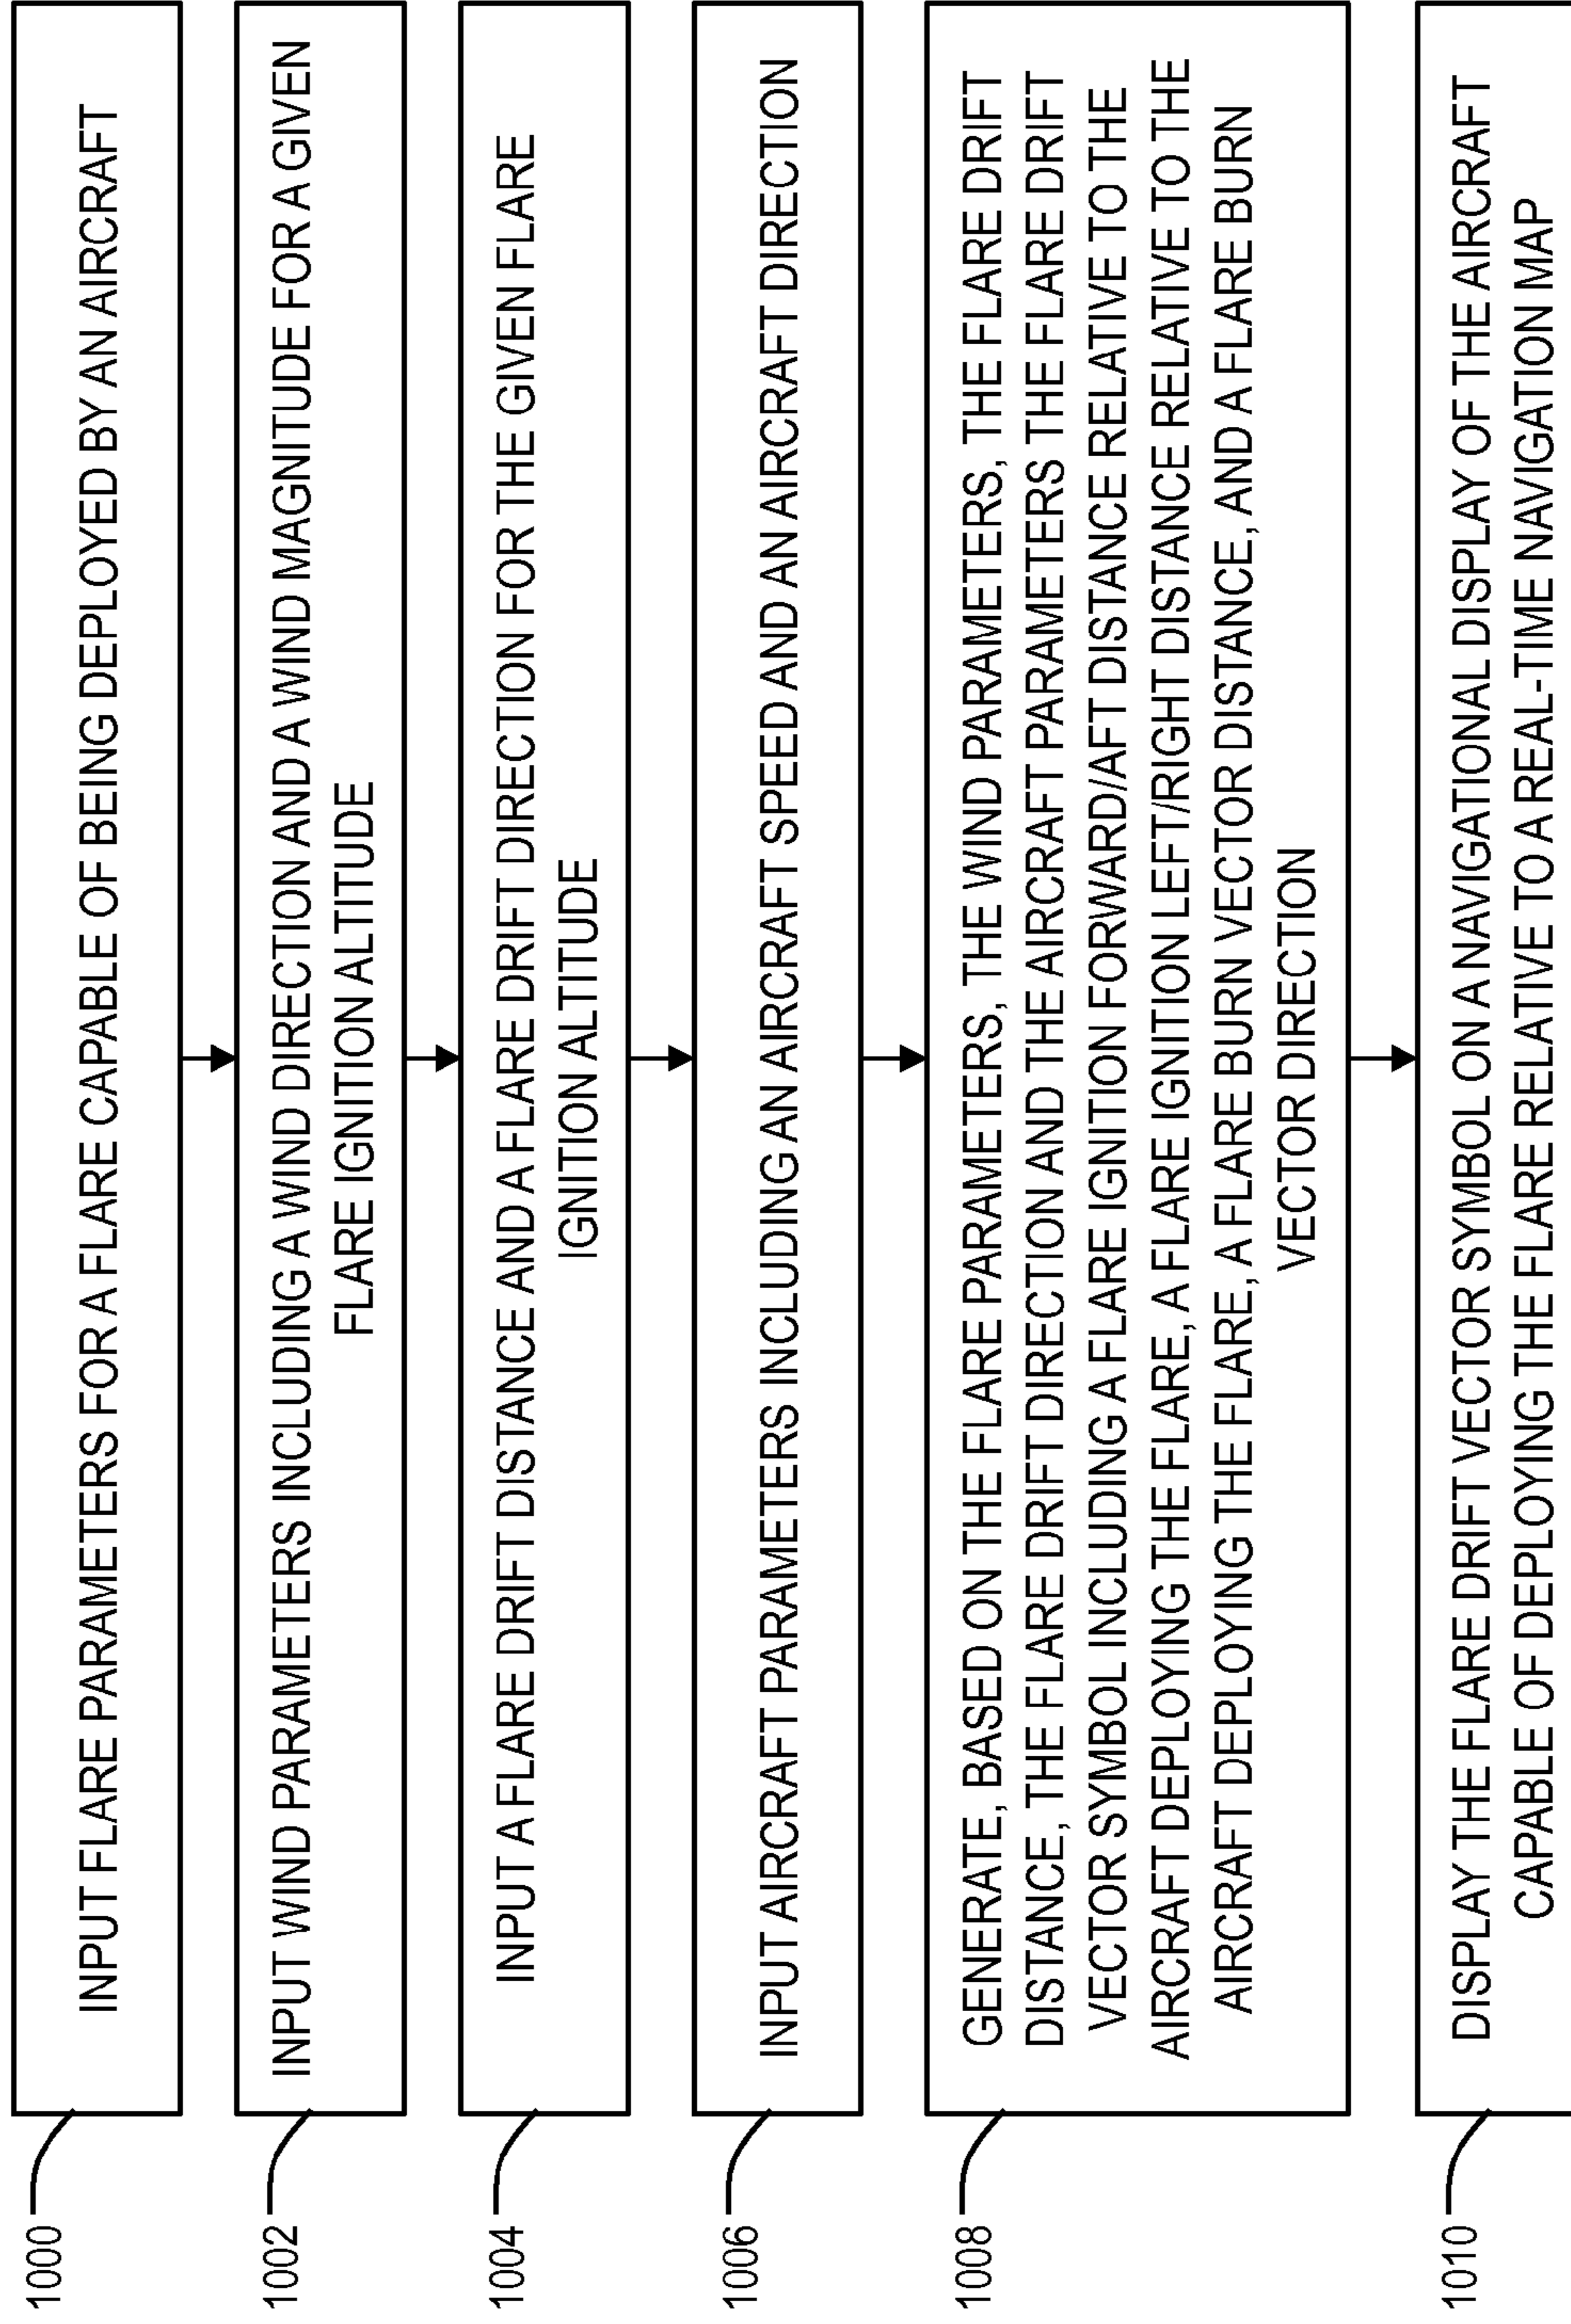 1000
INPUT FLARE PARAMETERS FOR A FLARE CAPABLE OF BEING DEPLOYED BY AN AIRCRAFT
1002
INPUT WIND PARAMETERS INCLUDING A WIND DIRECTION AND A WIND MAGNITUDE FOR A GIVEN
FLARE IGNITION ALTITUDE
1004
INPUT A FLARE DRIFT DISTANCE AND A FLARE DRIFT DIRECTION FOR THE GIVEN FLARE
IGNITION ALTITUDE
1006
INPUT AIRCRAFT PARAMETERS INCLUDING AN AIRCRAFT SPEED AND AN AIRCRAFT DIRECTION
1008
GENERATE, BASED ON THE FLARE PARAMETERS, THE WIND PARAMETERS, THE FLARE DRIFT
DISTANCE, THE FLARE DRIFT DIRECTION AND THE AIRCRAFT PARAMETERS THE FLARE DRIFT
VECTOR SYMBOL INCLUDING A FLARE IGNITION FORWARD/AFT DISTANCE RELATIVE TO THE
AIRCRAFT DEPLOYING THE FLARE, A FLARE IGNITION LEFT/RIGHT DISTANCE RELATIVE TO THE
AIRCRAFT DEPLOYING THE FLARE, A FLARE BURN VECTOR DISTANCE, AND A FLARE BURN
VECTOR DIRECTION
1010
DISPLAY THE FLARE DRIFT VECTOR SYMBOL ON A NAVIGATIONAL DISPLAY OF THE AIRCRAFT
CAPABLE OF DEPLOYING THE FLARE RELATIVE TO A REAL-TIME NAVIGATION MAP